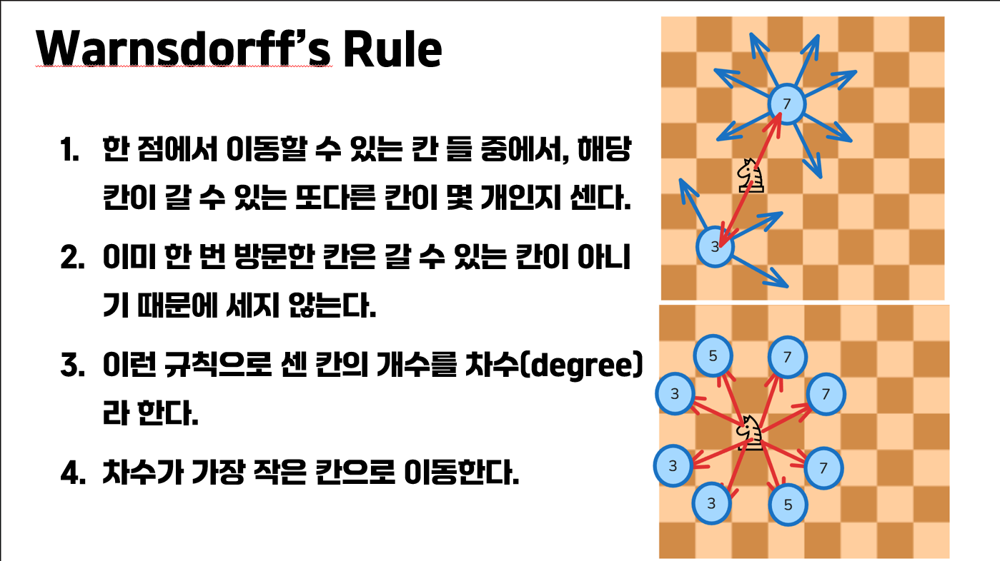 Warnsdorff’s Rule
1. 한 점에서 이동할 수 있는 칸 들 중에서, 해당
칸이 갈 수 있는 또다른 칸이 몇 개인지 센다.
2. 이미 한 번 방문한 칸은 갈 수 있는 칸이 아니
기 때문에 세지 않는다.
3. 이런 규칙으로 센 칸의 개수를 차수(degree)
라 한다.
4. 차수가 가장 작은 칸으로 이동한다.
7
3
5
7
3
7
3
7
3
5